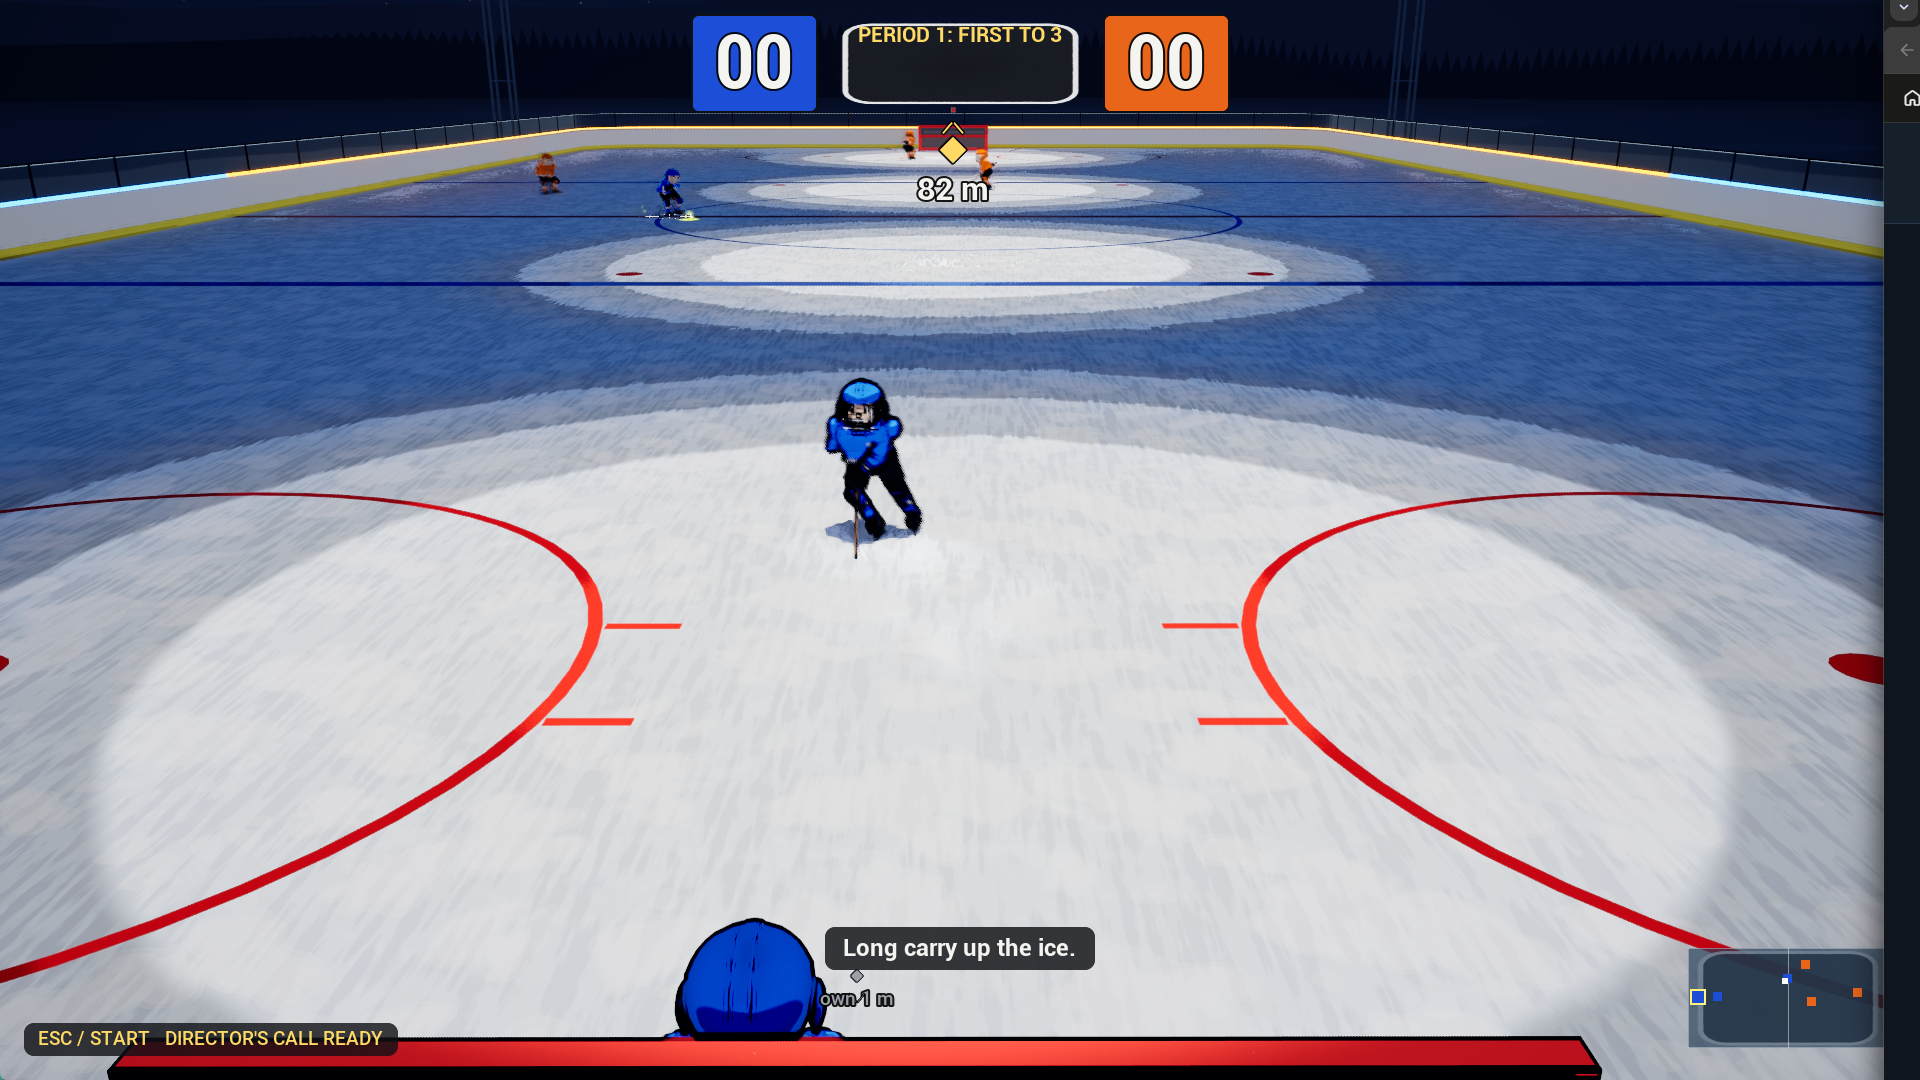 00
PERIOD 1: FIRST TO 3
00
82 m
Long carry up the ice.
own 1 m
ESC / START DIRECTOR'S CALL READY